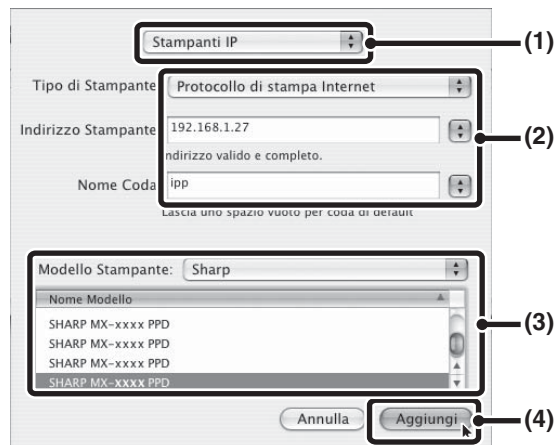 Stampanti IP
(1)
Tipo di Stampante
Protocollo di stampa Internet
Indirizzo Stampante
192.168.1.27
(2)
ndirizzo valido e completo.
Nome Coda
ipp
Lascia uno spazio vuoto per coda di default
Modello Stampante:
Sharp
Nome Modello
SHARP MX-xxxx PPD
(3)
SHARP MX-xxxx PPD
SHARP MX-xxxx PPD
SHARP MX-xxxx PPD
Annulla
Aggiungi
(4)